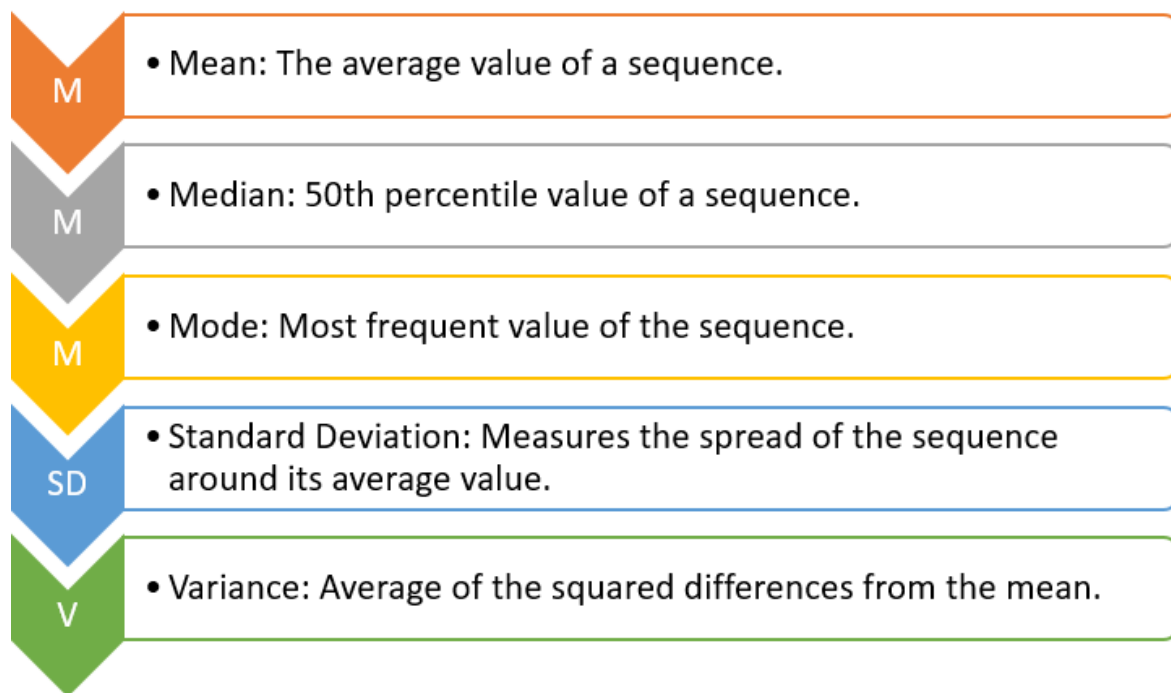 M
• Mean: The average value of a sequence.
M
• Median: 50th percentile value of a sequence.
M
• Mode: Most frequent value of the sequence.
SD
• Standard Deviation: Measures the spread of the sequence
around its average value.
V
• Variance: Average of the squared differences from the mean.